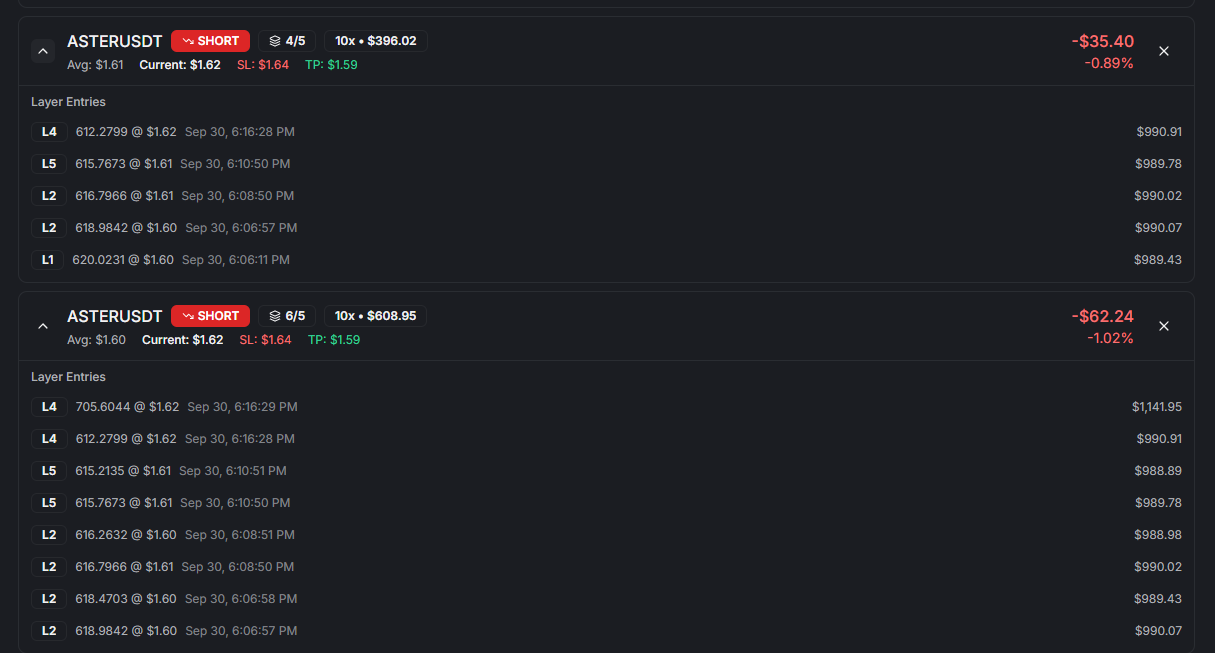 ASTERUSDT SHORT 4/5 10x • $396.02 -$35.40
Avg: $1.61 Current: $1.62 SL: $1.64 TP: $1.59 -0.89%
Layer Entries
L4 612.2799 @ $1.62 Sep 30, 6:16:28 PM $990.91
L5 615.7673 @ $1.61 Sep 30, 6:10:50 PM $989.78
L2 616.7966 @ $1.61 Sep 30, 6:08:50 PM $990.02
L2 618.9842 @ $1.60 Sep 30, 6:06:57 PM $990.07
L1 620.0231 @ $1.60 Sep 30, 6:06:11 PM $989.43
ASTERUSDT SHORT 6/5 10x • $608.95 -$62.24
Avg: $1.60 Current: $1.62 SL: $1.64 TP: $1.59 -1.02%
Layer Entries
L4 705.6044 @ $1.62 Sep 30, 6:16:29 PM $1,141.95
L4 612.2799 @ $1.62 Sep 30, 6:16:28 PM $990.91
L5 615.2135 @ $1.61 Sep 30, 6:10:51 PM $988.89
L5 615.7673 @ $1.61 Sep 30, 6:10:50 PM $989.78
L2 616.2632 @ $1.60 Sep 30, 6:08:51 PM $988.98
L2 616.7966 @ $1.61 Sep 30, 6:08:50 PM $990.02
L2 618.4703 @ $1.60 Sep 30, 6:06:58 PM $989.43
L2 618.9842 @ $1.60 Sep 30, 6:06:57 PM $990.07